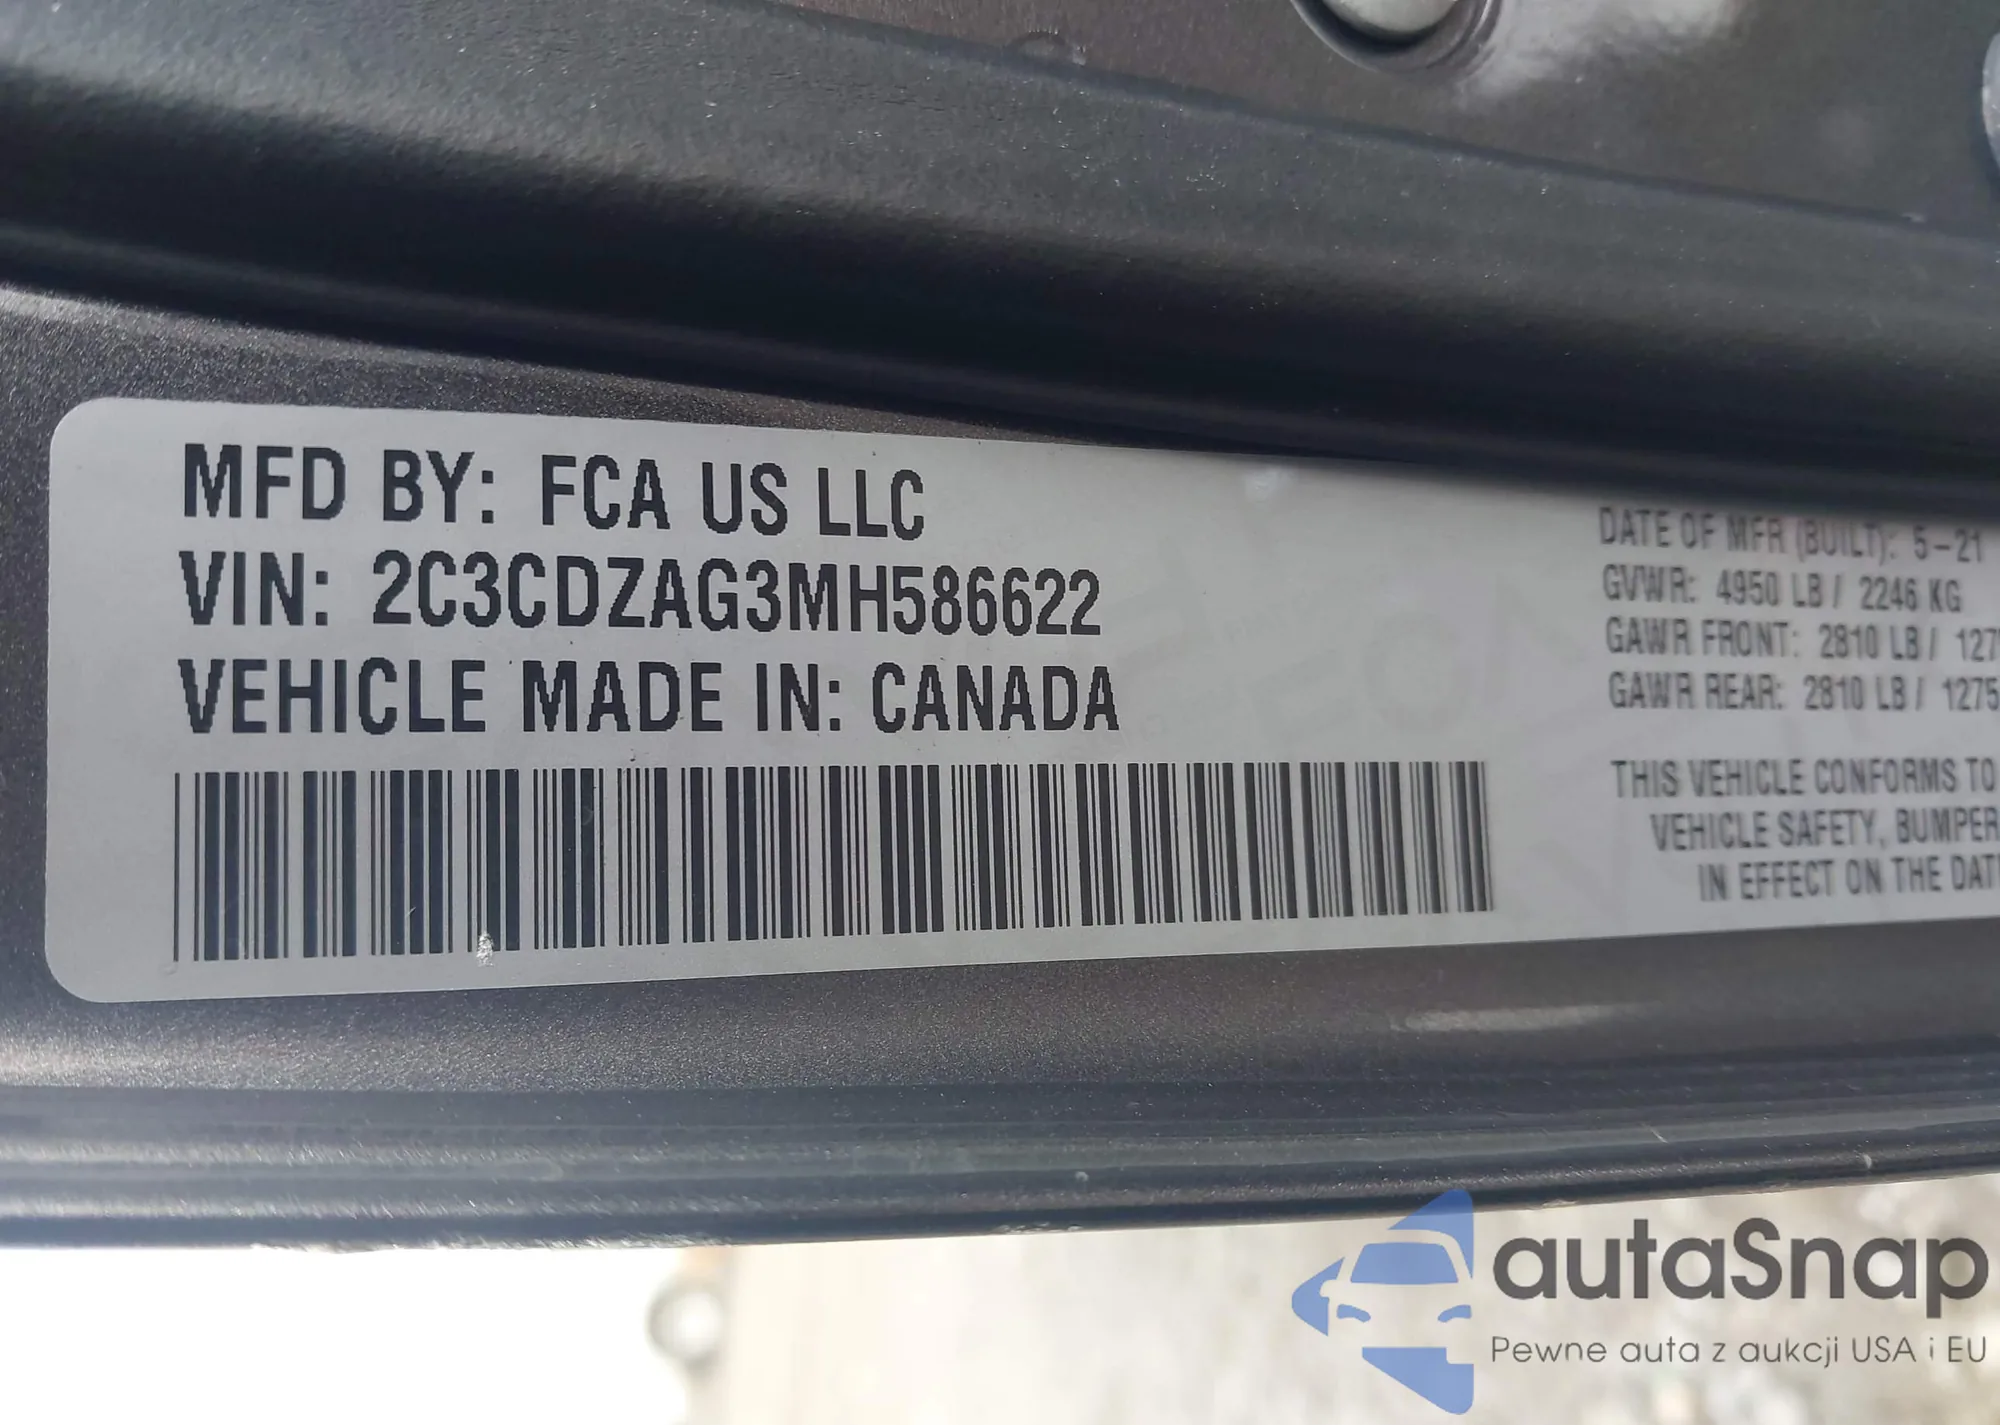 MFD BY: FCA US LLC
VIN: 2C3CDZAG3MH586622
VEHICLE MADE IN: CANADA
DATE OF MFR (BUILT): 5-21
GVWR: 4950 LB / 2246 KG
GAWR FRONT: 2810 LB / 127
GAWR REAR: 2810 LB / 1275
THIS VEHICLE CONFORMS TO
VEHICLE SAFETY, BUMPER
IN EFFECT ON THE DAT
autaSnap
Pewne auta z aukcji USA i EU